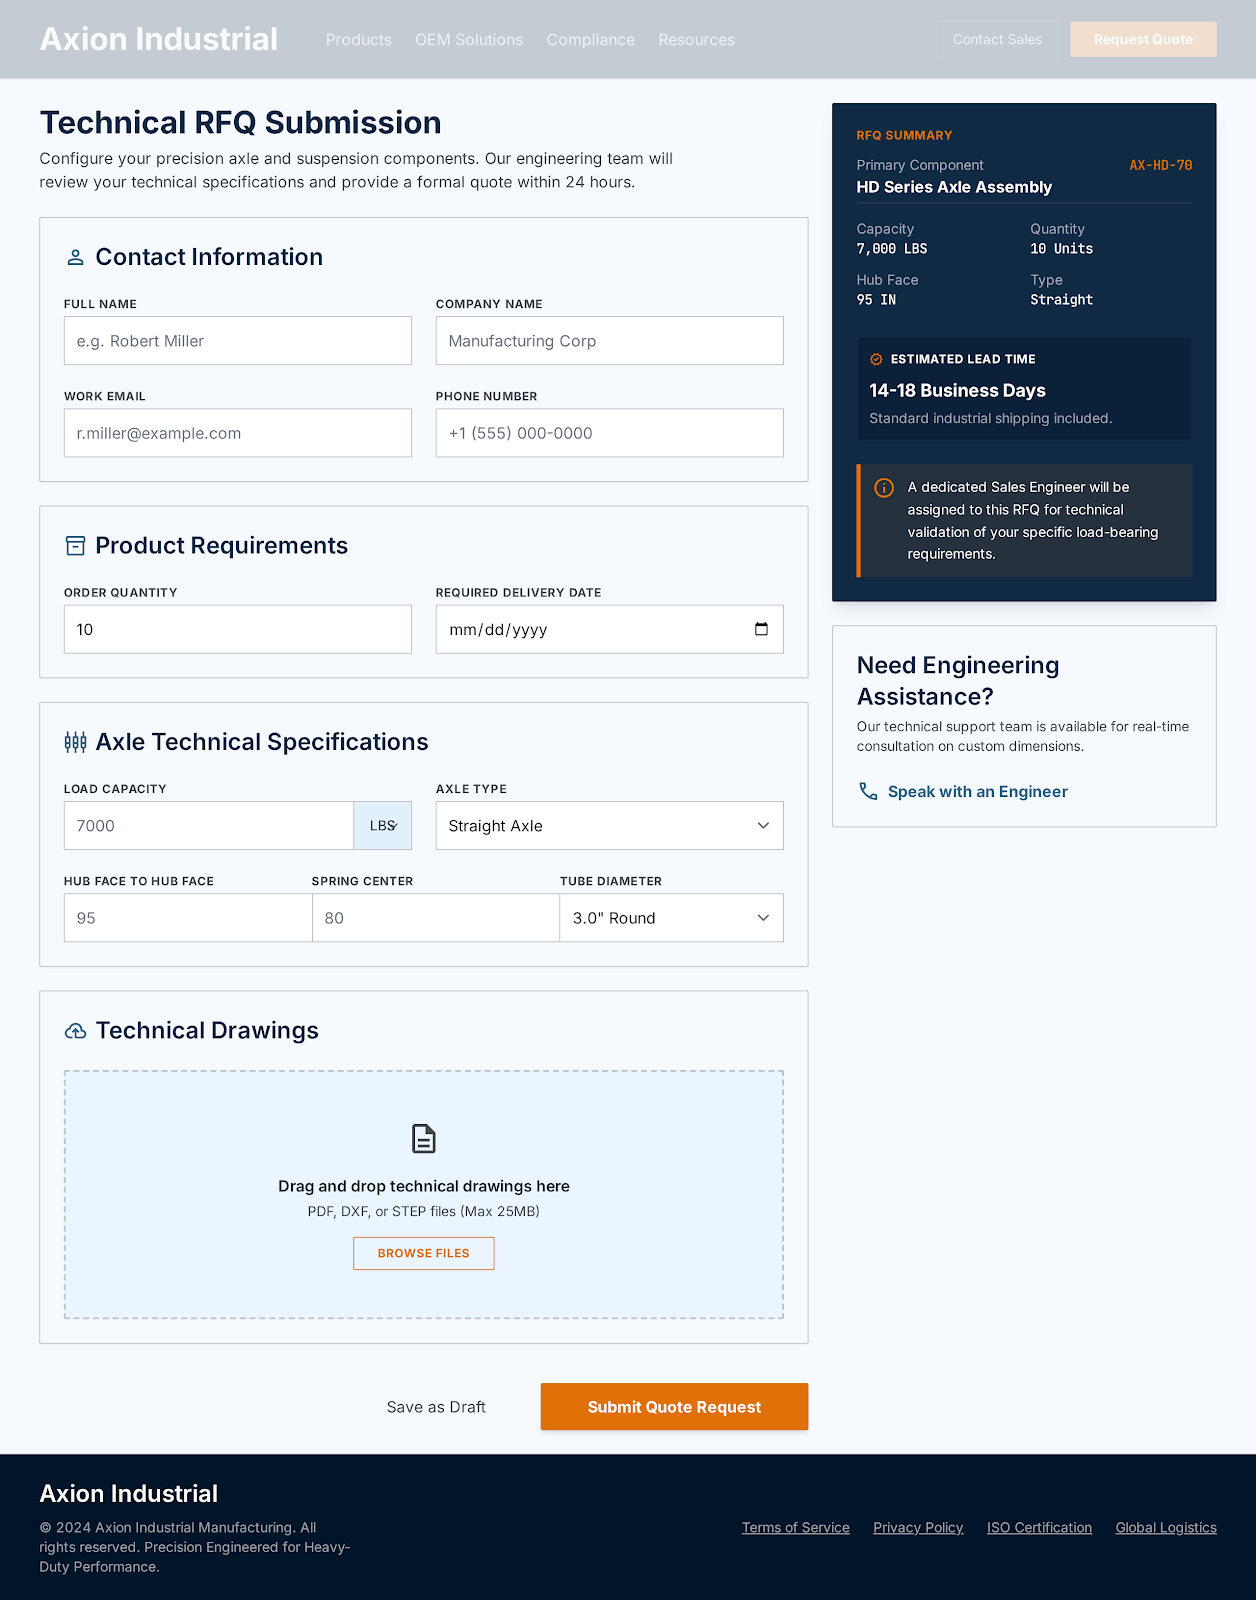 Axion Industrial
Products
OEM Solutions
Compliance
Resources
Contact Sales
Request Quote
Technical RFQ Submission
Configure your precision axle and suspension components. Our engineering team will
review your technical specifications and provide a formal quote within 24 hours.
Contact Information
FULL NAME
COMPANY NAME
e.g. Robert Miller
Manufacturing Corp
WORK EMAIL
PHONE NUMBER
r.miller@example.com
+1 (555) 000-0000
Product Requirements
ORDER QUANTITY
REQUIRED DELIVERY DATE
10
mm/dd/yyyy
Axle Technical Specifications
LOAD CAPACITY
AXLE TYPE
7000
LBS
Straight Axle
HUB FACE TO HUB FACE
SPRING CENTER
TUBE DIAMETER
95
80
3.0" Round
Technical Drawings
Drag and drop technical drawings here
PDF, DXF, or STEP files (Max 25MB)
BROWSE FILES
Save as Draft
Submit Quote Request
RFQ SUMMARY
Primary Component
AX-HD-70
HD Series Axle Assembly
Capacity
Quantity
7,000 LBS
10 Units
Hub Face
Type
95 IN
Straight
ESTIMATED LEAD TIME
14-18 Business Days
Standard industrial shipping included.
A dedicated Sales Engineer will be
assigned to this RFQ for technical
validation of your specific load-bearing
requirements.
Need Engineering
Assistance?
Our technical support team is available for real-time
consultation on custom dimensions.
Speak with an Engineer
Axion Industrial
© 2024 Axion Industrial Manufacturing. All
rights reserved. Precision Engineered for Heavy-
Duty Performance.
Terms of Service
Privacy Policy
ISO Certification
Global Logistics